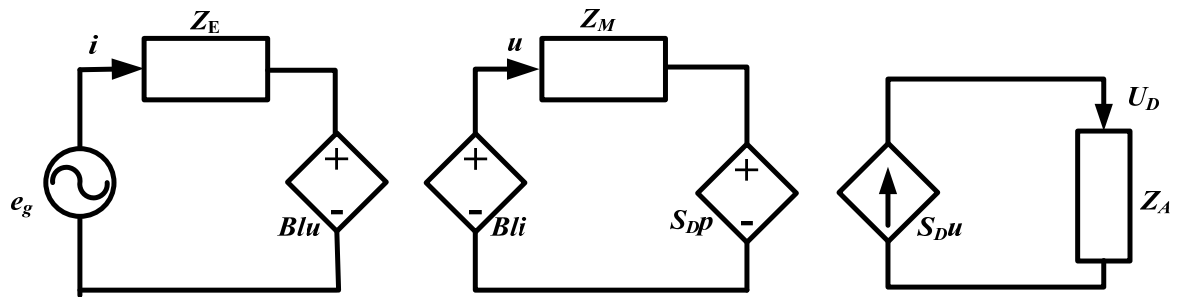 i
Z_E
e_g
+
-
Blu
u
Z_M
+
-
Bli
+
-
S_Dp
S_Du
U_D
Z_A